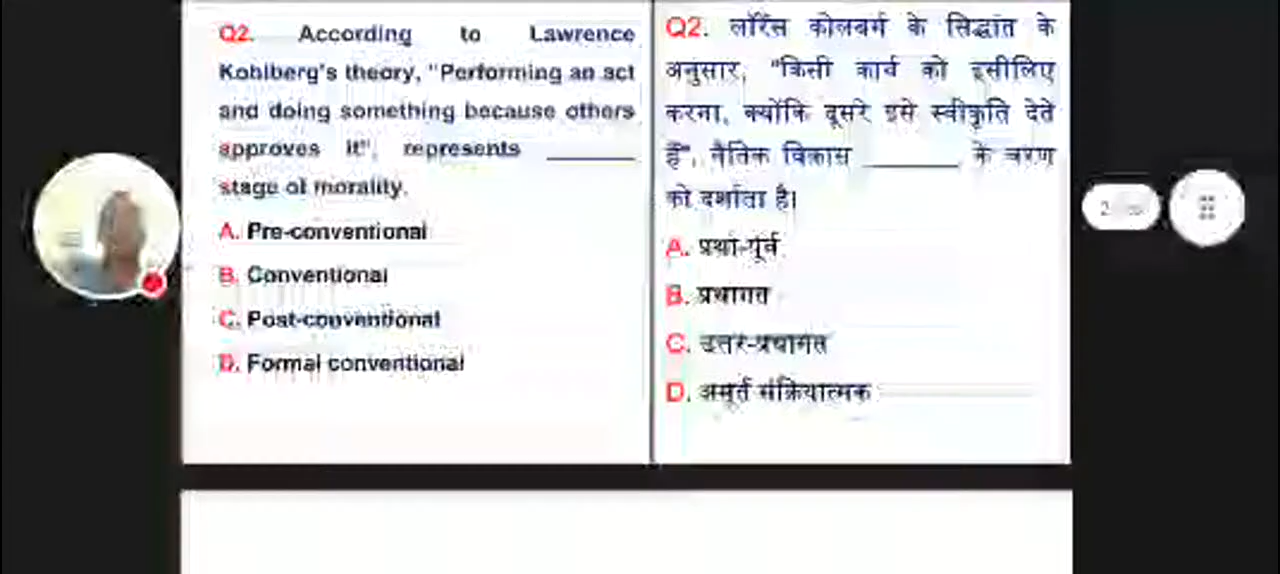 Q2. According to Lawrence
Kohlberg's theory, "Performing an act
and doing something because others
approves it", represents ______
stage of morality.
A. Pre-conventional
B. Conventional
C. Post-conventional
D. Formal conventional
Q2. लॉरेंस कोलबर्ग के सिद्धांत के
अनुसार, "किसी कार्य को इसीलिए
करना, क्योंकि दूसरे इसे स्वीकृति देते
हैं", नैतिक विकास ______ के चरण
को दर्शाता है।
A. प्रथा-पूर्व
B. प्रथागत
C. उत्तर-प्रथागत
D. अमूर्त संक्रियात्मक